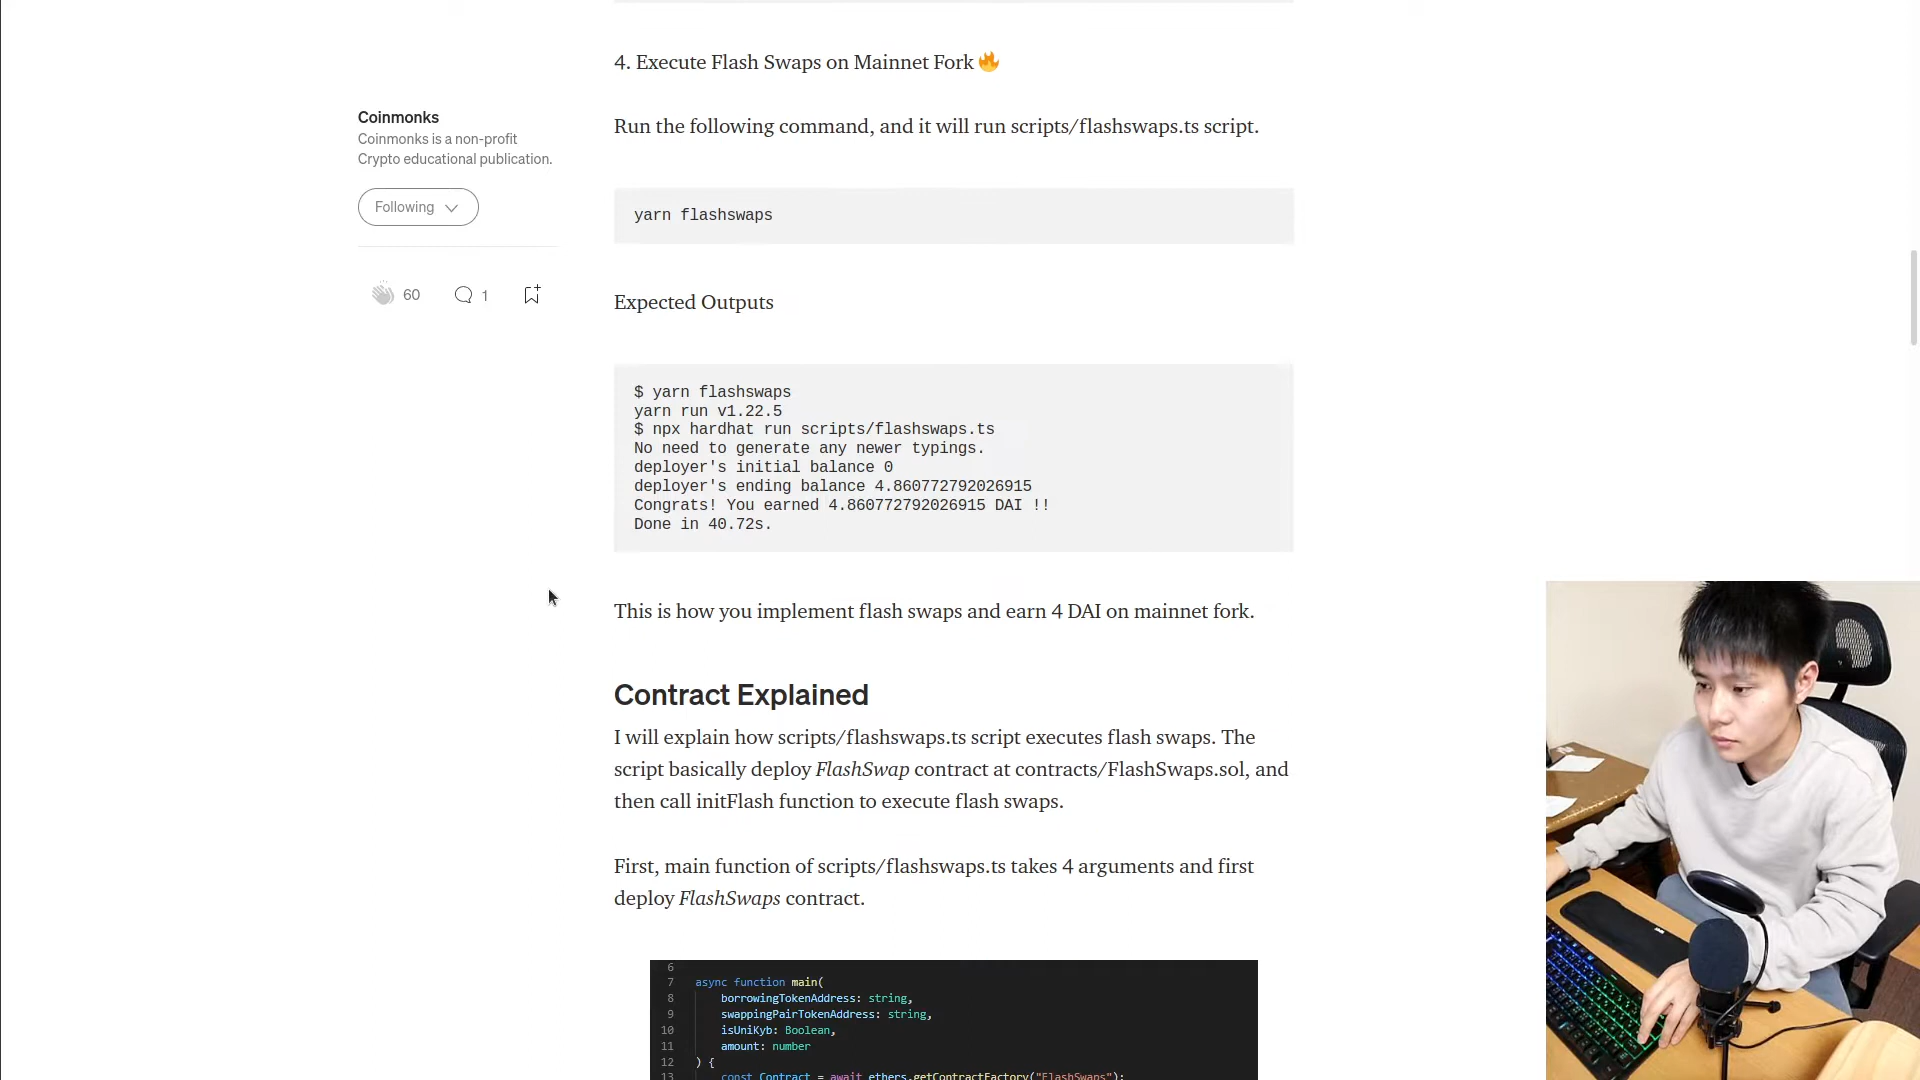 4. Execute Flash Swaps on Mainnet Fork 🔥
Run the following command, and it will run scripts/flashswaps.ts script.
Coinmonks
Coinmonks is a non-profit
Crypto educational publication.
Following
60
1
yarn flashswaps
Expected Outputs
$ yarn flashswaps
yarn run v1.22.5
$ npx hardhat run scripts/flashswaps.ts
No need to generate any newer typings.
deployer's initial balance 0
deployer's ending balance 4.860772792026915
Congrats! You earned 4.860772792026915 DAI !!
Done in 40.72s.
This is how you implement flash swaps and earn 4 DAI on mainnet fork.
Contract Explained
I will explain how scripts/flashswaps.ts script executes flash swaps. The
script basically deploy FlashSwap contract at contracts/FlashSwaps.sol, and
then call initFlash function to execute flash swaps.
First, main function of scripts/flashswaps.ts takes 4 arguments and first
deploy FlashSwaps contract.
6
7 async function main(
8 borrowingTokenAddress: string,
9 swappingPairTokenAddress: string,
10 isUniKyb: Boolean,
11 amount: number
12 ) {
13 const Contract = await ethers.getContractFactory("FlashSwaps");